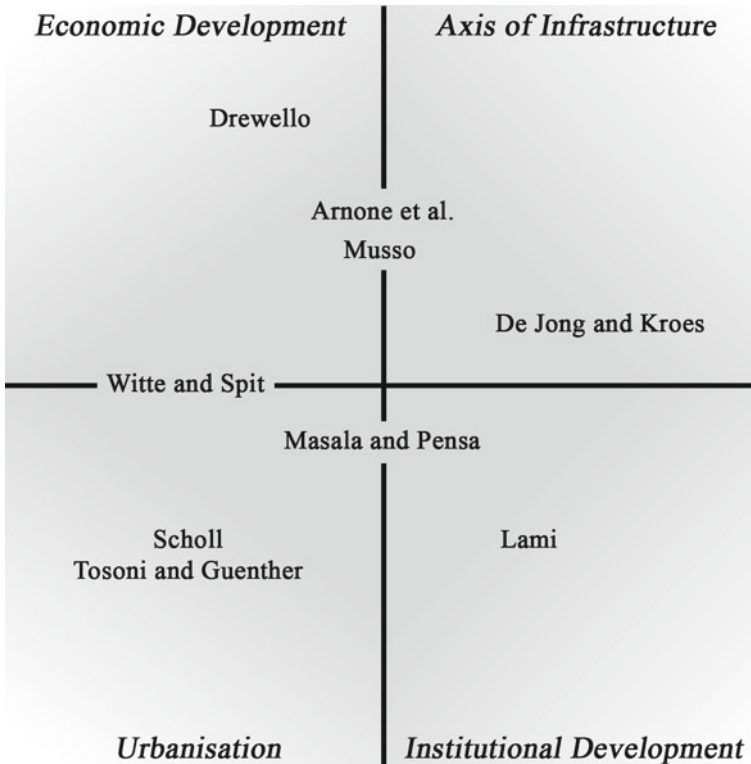 Economic Development
Axis of Infrastructure
Drewello
Arnone et al.
Musso
De Jong and Kroes
Witte and Spit
Masala and Pensa
Scholl
Tosoni and Guenther
Lami
Urbanisation
Institutional Development